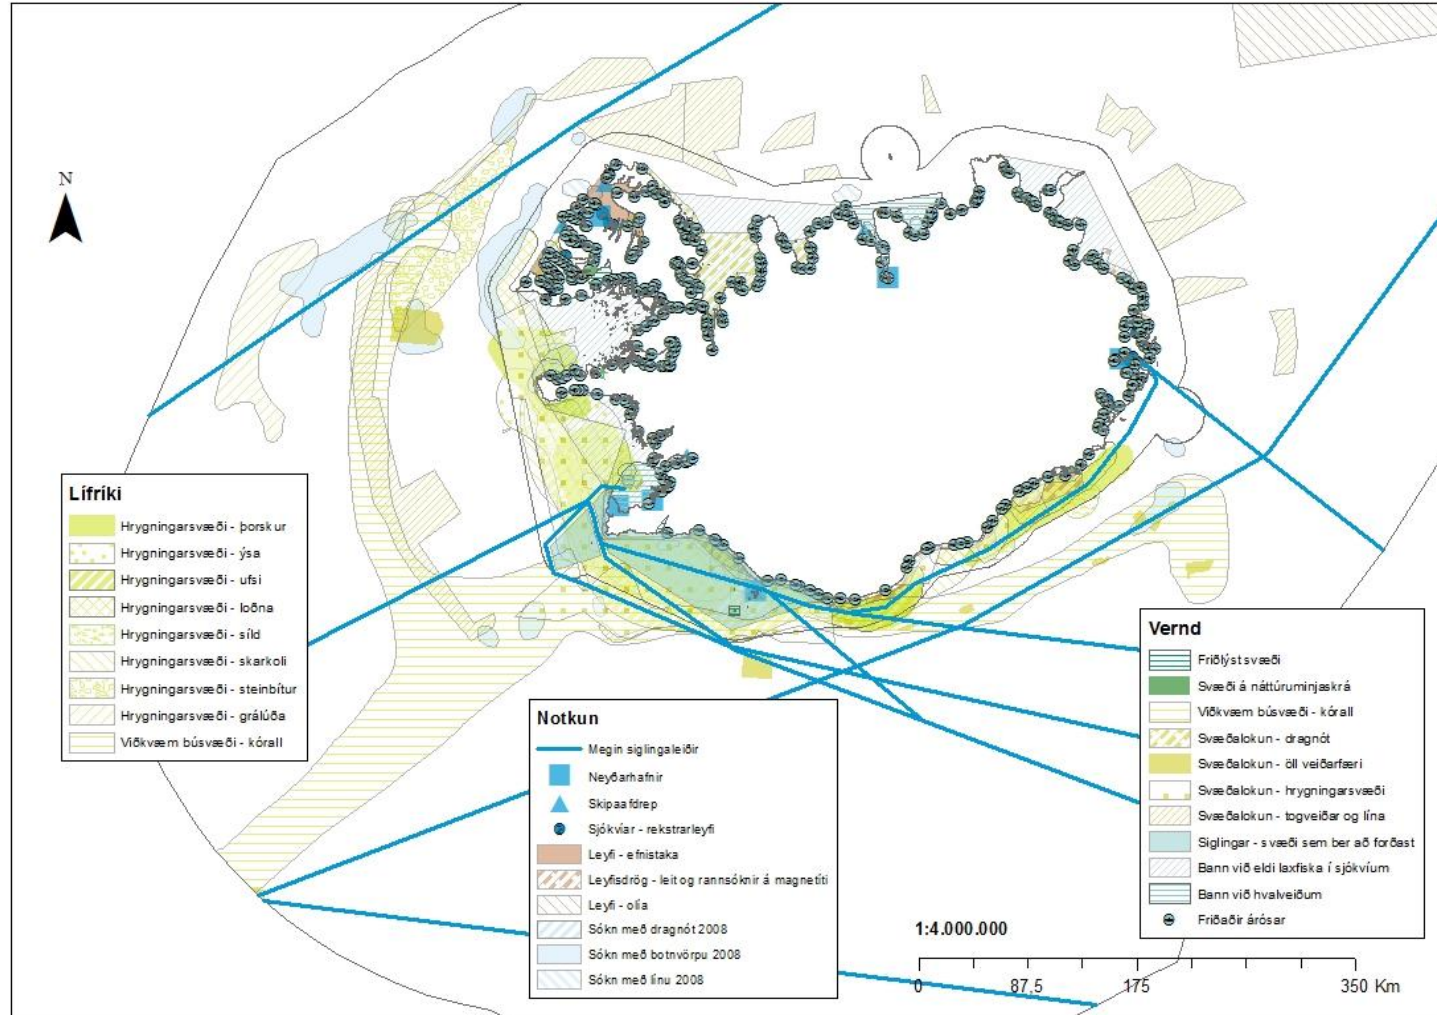 N
Lífríki
Hrygningarsvæði - þorskur
Hrygningarsvæði - ýsa
Hrygningarsvæði - ufsi
Hrygningarsvæði - loðna
Hrygningarsvæði - síld
Hrygningarsvæði - skarkoli
Hrygningarsvæði - steinbítur
Hrygningarsvæði - grálúða
Viðkvæm búsvæði - kórall
Notkun
Megin siglingaleiðir
Neyðarhafnir
Skipaafdrep
Sjókvíar - rekstrarleyfi
Leyfi - efnistaka
Leyfisdrög - leit og rannsóknir á magnetíti
Leyfi - olía
Sókn með dragnót 2008
Sókn með botnvörpu 2008
Sókn með línu 2008
Vernd
Friðlýst svæði
Svæði á náttúruminjaskrá
Viðkvæm búsvæði - kórall
Svæðalokun - dragnót
Svæðalokun - öll veiðarfæri
Svæðalokun - hrygningarsvæði
Svæðalokun - togveiðar og lína
Siglingar - svæði sem ber að forðast
Bann við eldi laxfiska í sjókvíum
Bann við hvalveiðum
Friðaðir árósar
1:4.000.000
0 87,5 175 350 Km